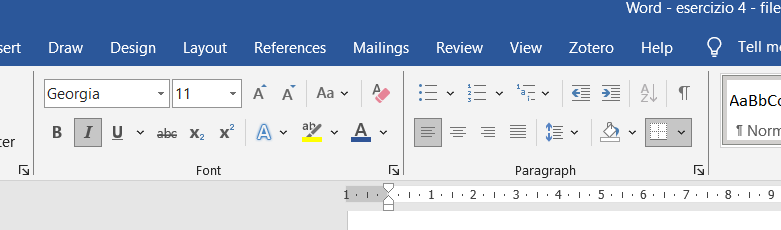 Word - esercizio 4 - file
sert Draw Design Layout References Mailings Review View Zotero Help Tell me
Georgia 11 A A Aa A
B I U abc x₂ x² A ab A
ter
Font
Paragraph
AaBbCc
¶ Norm
1 1 2 3 4 5 6 7 8 9